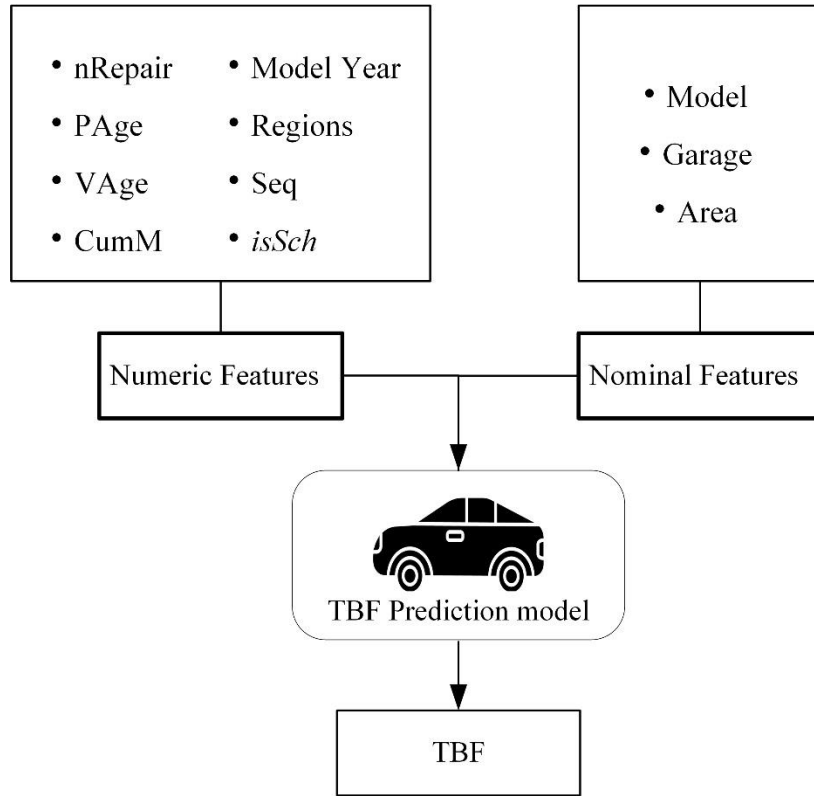 • nRepair
• PAge
• VAge
• CumM
• Model Year
• Regions
• Seq
• isSch
• Model
• Garage
• Area
Numeric Features
Nominal Features
TBF Prediction model
TBF